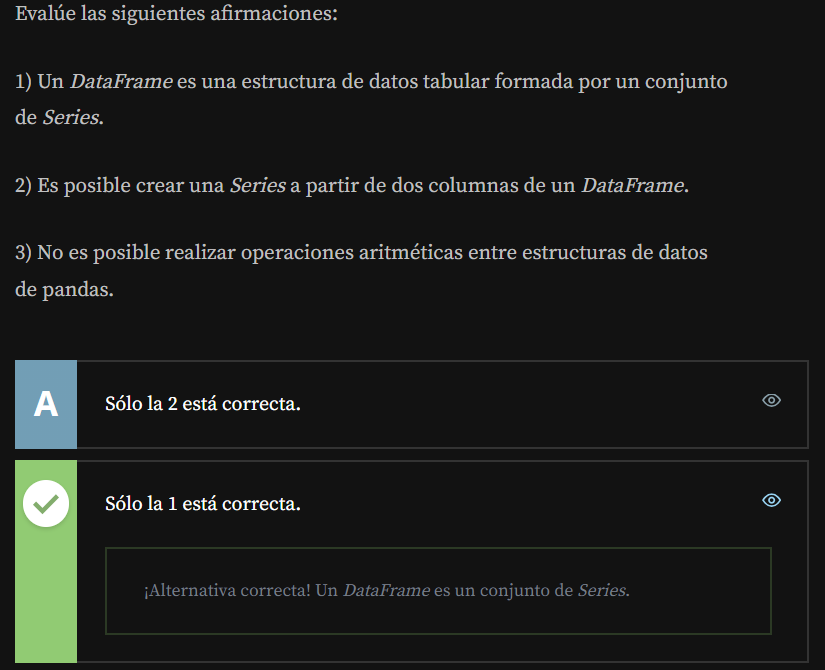 Evalúe las siguientes afirmaciones:
1) Un DataFrame es una estructura de datos tabular formada por un conjunto
de Series.
2) Es posible crear una Series a partir de dos columnas de un DataFrame.
3) No es posible realizar operaciones aritméticas entre estructuras de datos
de pandas.
A
Sólo la 2 está correcta.
Sólo la 1 está correcta.
¡Alternativa correcta! Un DataFrame es un conjunto de Series.